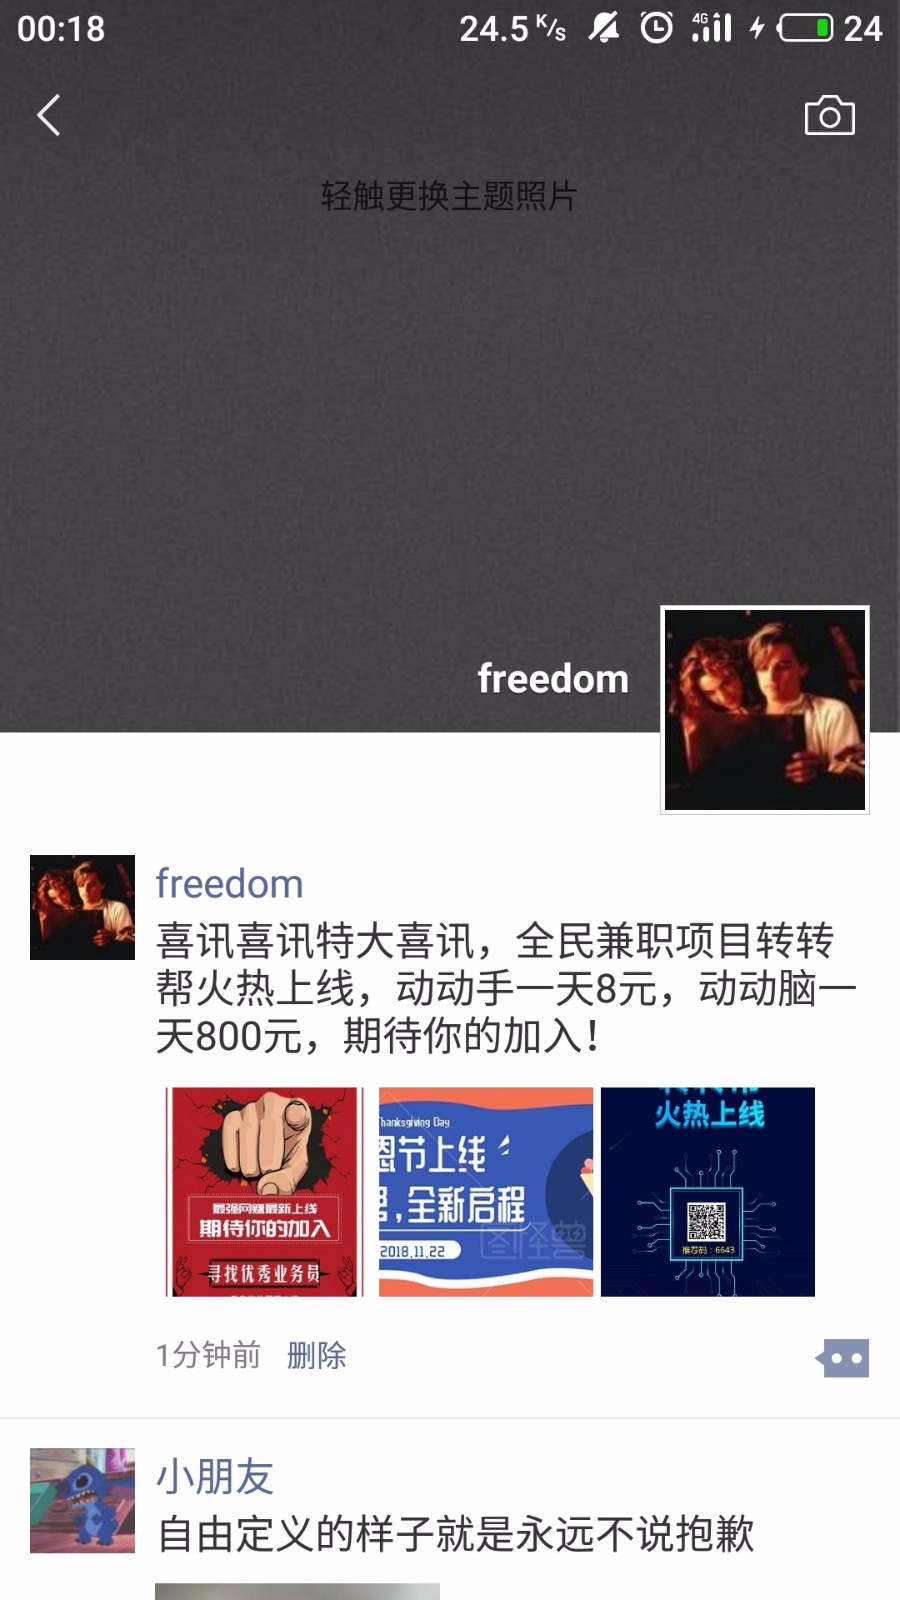 00:18
24.5 K/s
4G
24
轻触更换主题照片
freedom
freedom
喜讯喜讯特大喜讯，全民兼职项目转转
帮火热上线，动动手一天8元，动动脑一
天800元，期待你的加入！
最强网赚最新上线
期待你的加入
寻找优秀业务员
Thanksgiving Day
恩节上线
,全新启程
2018.11.22
图怪兽
火热上线
推荐码：6643
1分钟前 删除
小朋友
自由定义的样子就是永远不说抱歉